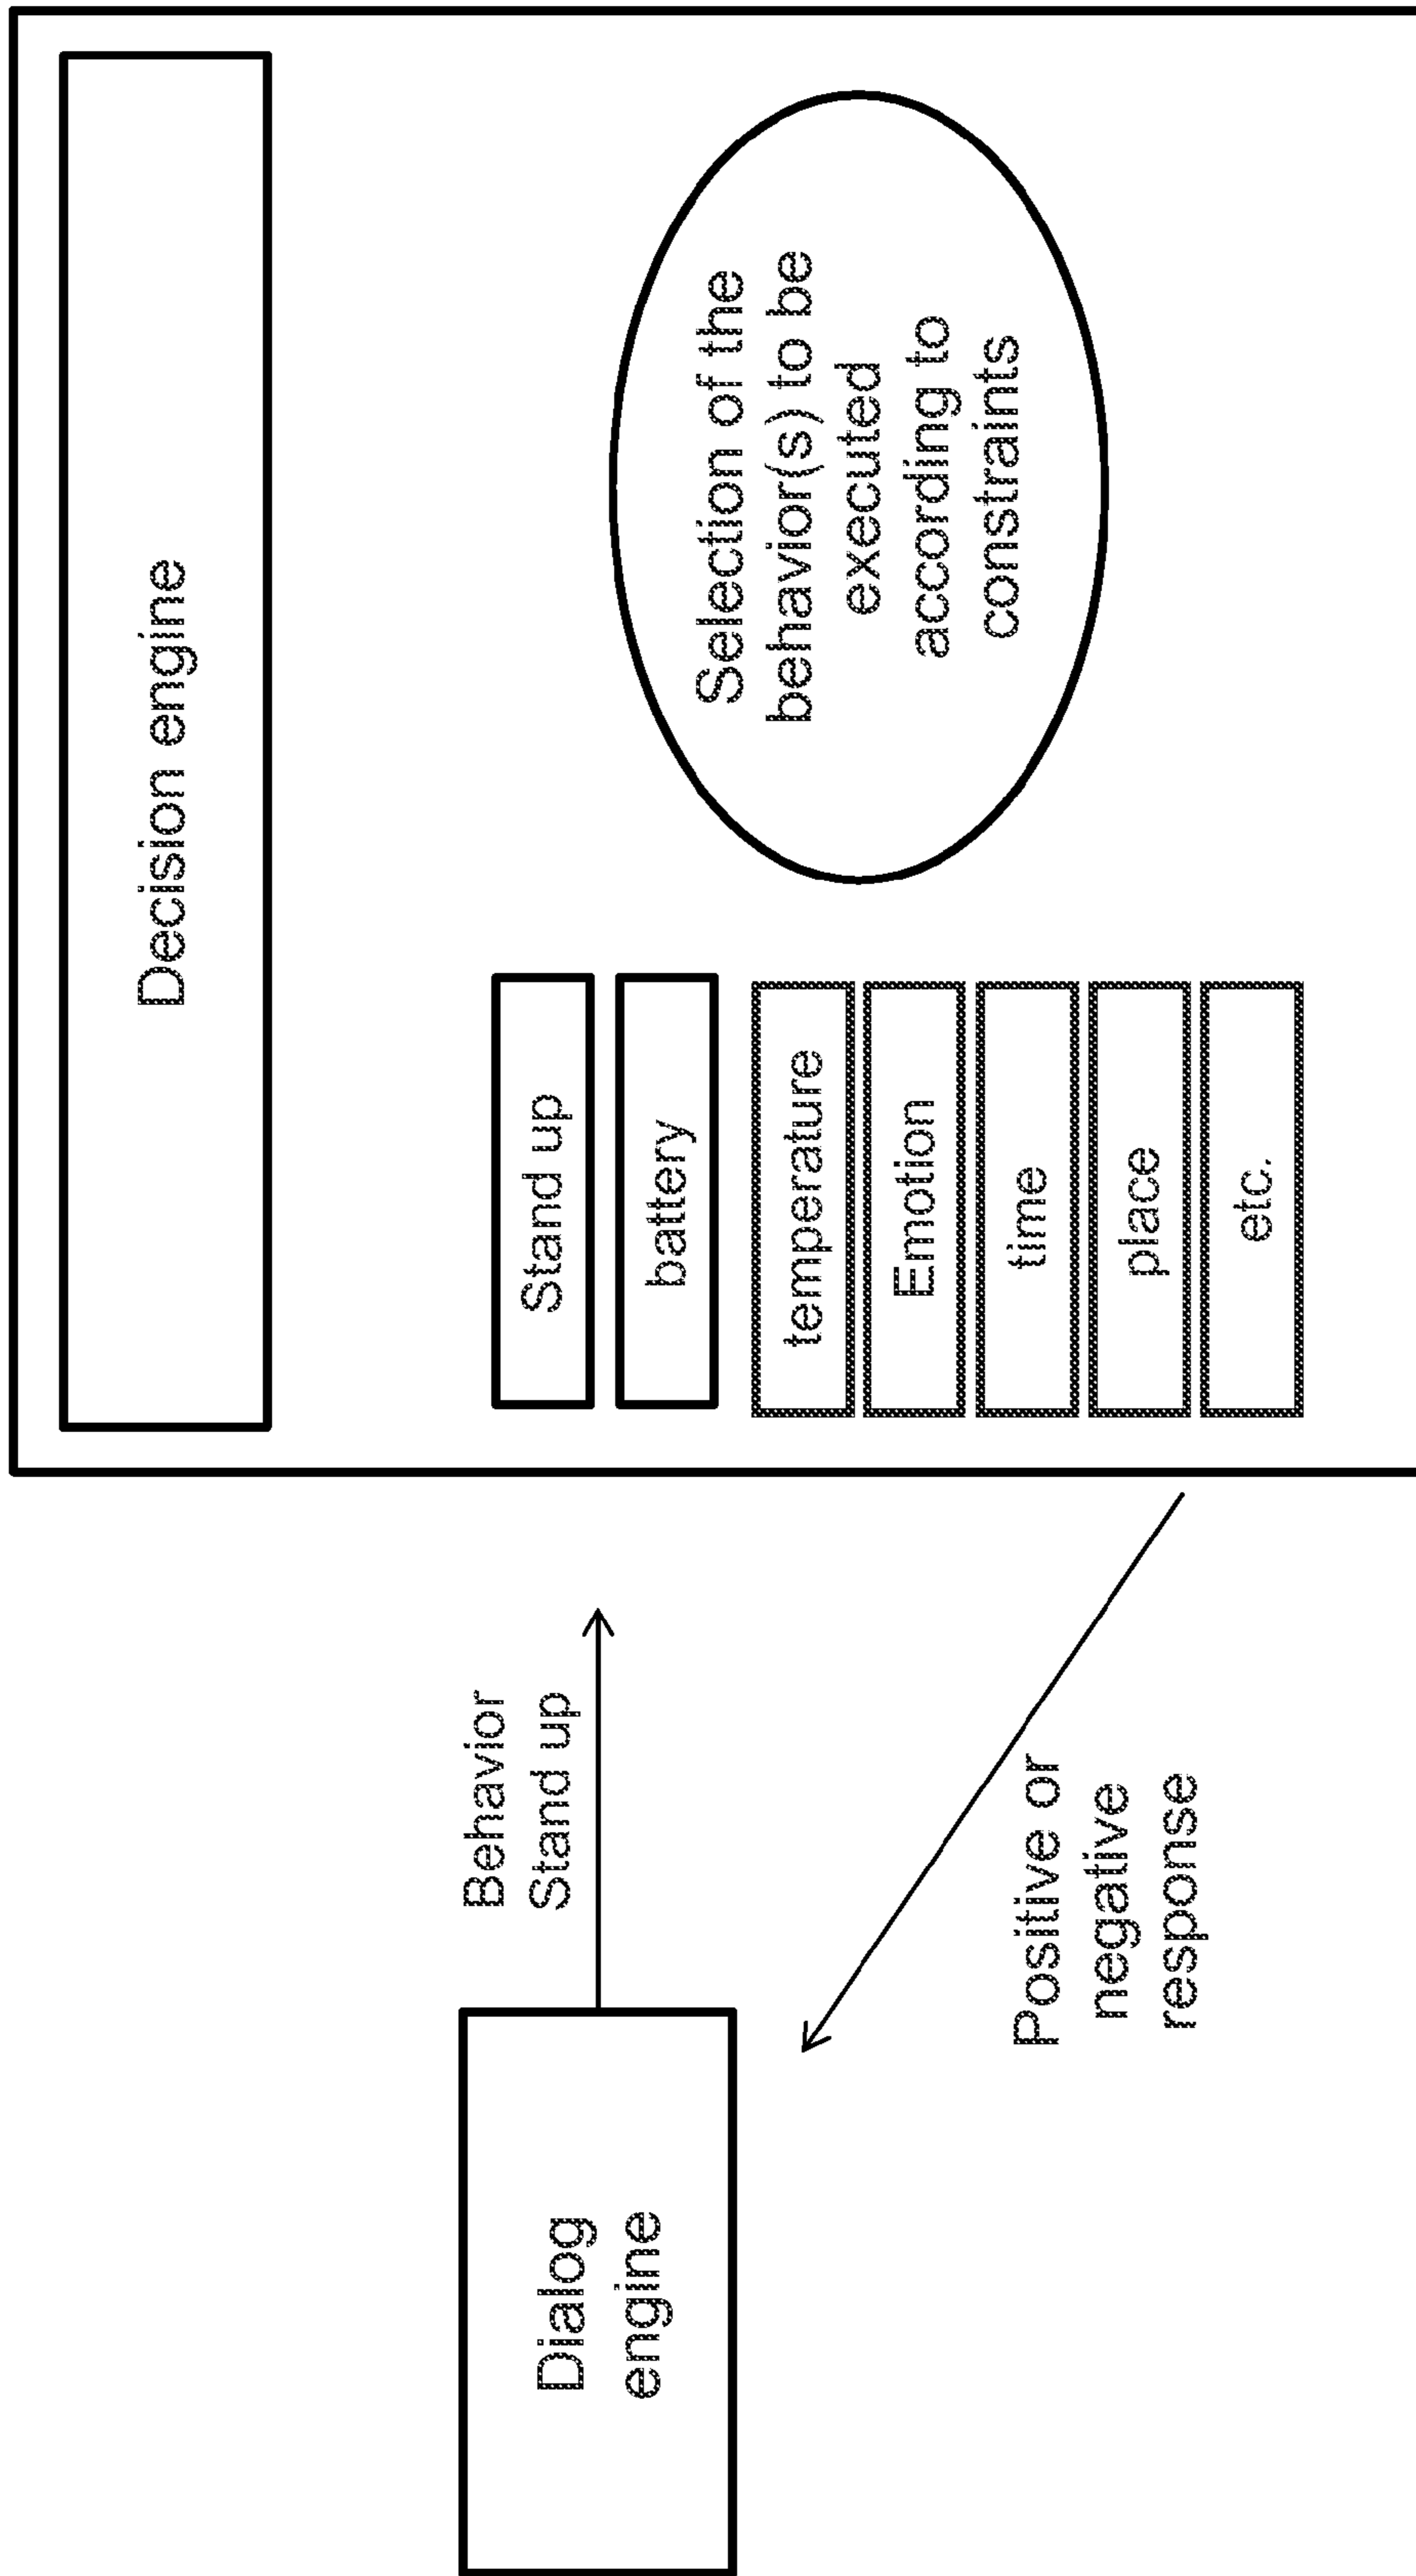 Decision engine
Dialog
engine
Behavior
Stand up
Positive or
negative
response
Stand up
battery
temperature
Emotion
time
place
etc.
Selection of the
behavior(s) to be
executed
according to
constraints